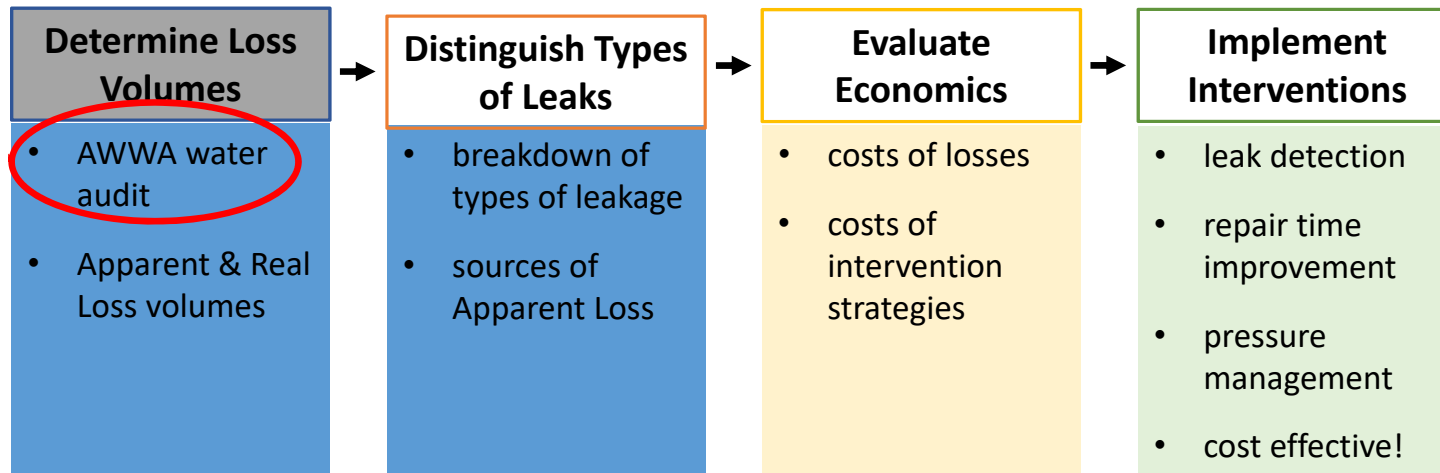 Determine Loss
Volumes
• AWWA water
audit
• Apparent & Real
Loss volumes
Distinguish Types
of Leaks
• breakdown of
types of leakage
• sources of
Apparent Loss
Evaluate
Economics
• costs of losses
• costs of
intervention
strategies
Implement
Interventions
• leak detection
• repair time
improvement
• pressure
management
• cost effective!